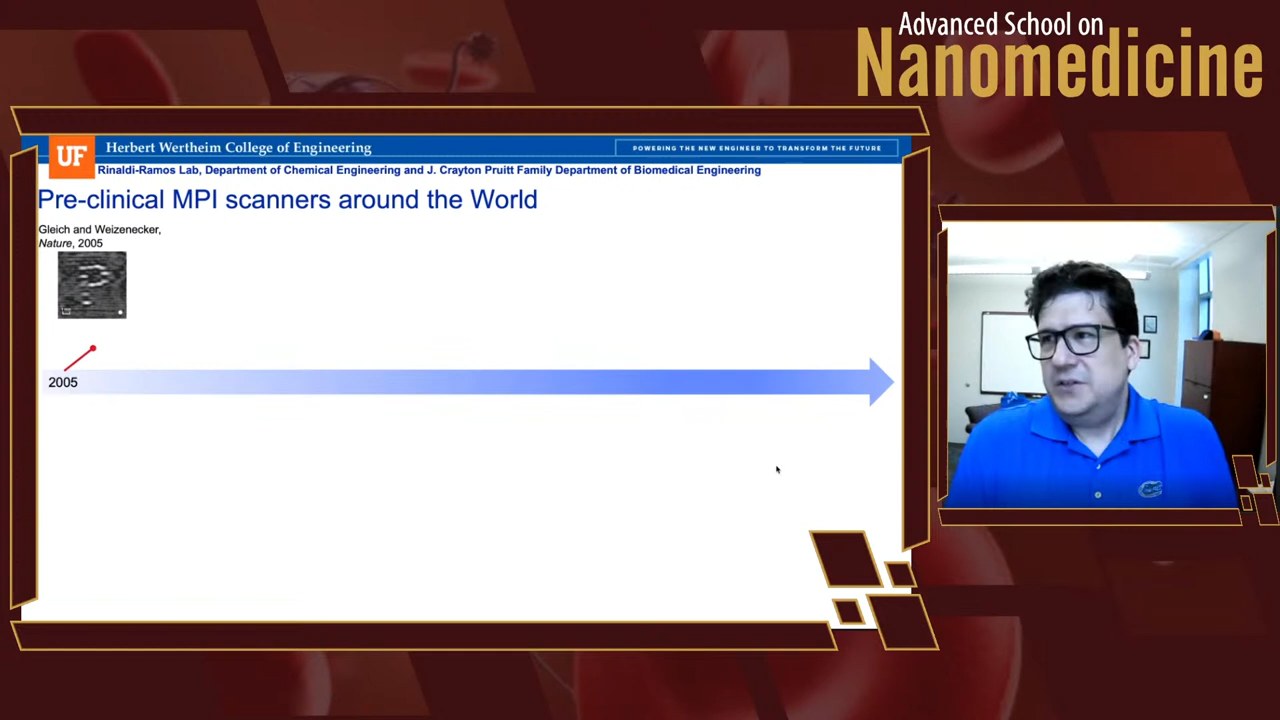 Advanced School on
Nanomedicine
UF
Herbert Wertheim College of Engineering
POWERING THE NEW ENGINEER TO TRANSFORM THE FUTURE
Rinaldi-Ramos Lab, Department of Chemical Engineering and J. Crayton Pruitt Family Department of Biomedical Engineering
Pre-clinical MPI scanners around the World
Gleich and Weizenecker,
Nature, 2005
2005